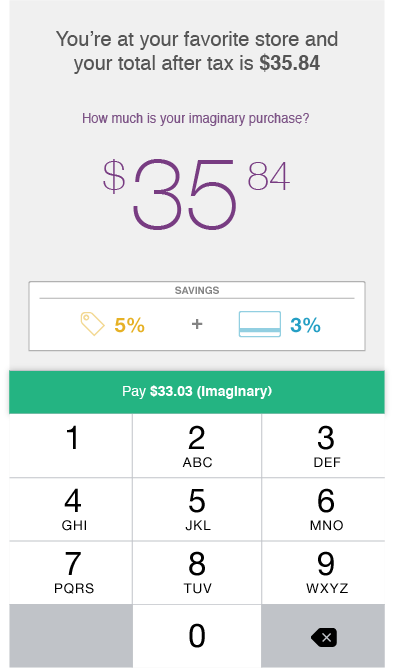 You’re at your favorite store and
your total after tax is $35.84
How much is your imaginary purchase?
$35 84
SAVINGS
5% + 3%
Pay $33.03 (Imaginary)
1 2 3
ABC DEF
4 5 6
GHI JKL MNO
7 8 9
PQRS TUV WXYZ
0